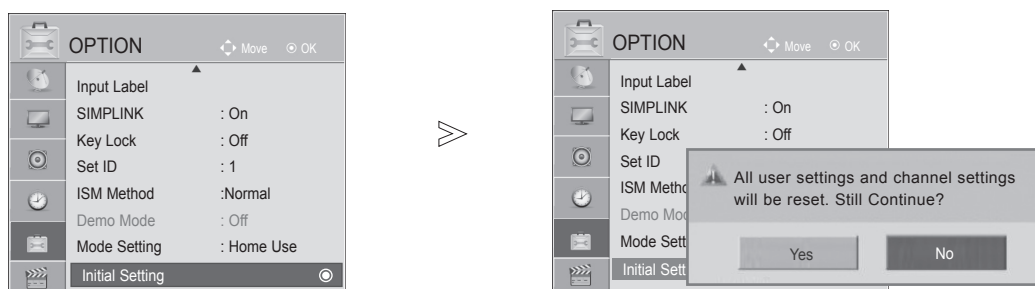 OPTION
Move
OK
Input Label
SIMPLINK : On
Key Lock : Off
Set ID : 1
ISM Method :Normal
Demo Mode : Off
Mode Setting : Home Use
Initial Setting
OPTION
Move
OK
Input Label
SIMPLINK : On
Key Lock : Off
Set ID
ISM Metho
Demo Mod
Mode Sett
Initial Sett
All user settings and channel settings
will be reset. Still Continue?
Yes
No